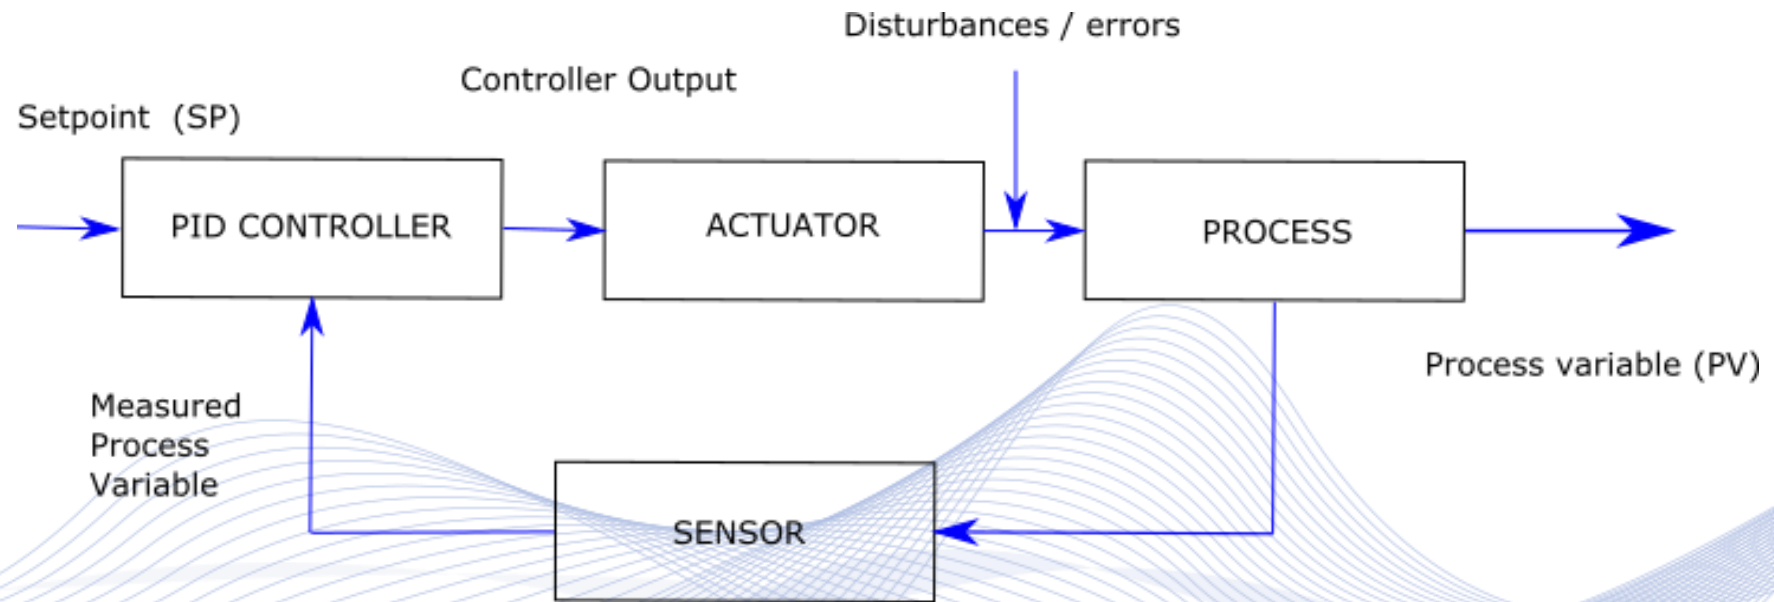 Disturbances / errors
Controller Output
Setpoint (SP)
PID CONTROLLER
ACTUATOR
PROCESS
Process variable (PV)
Measured
Process
Variable
SENSOR